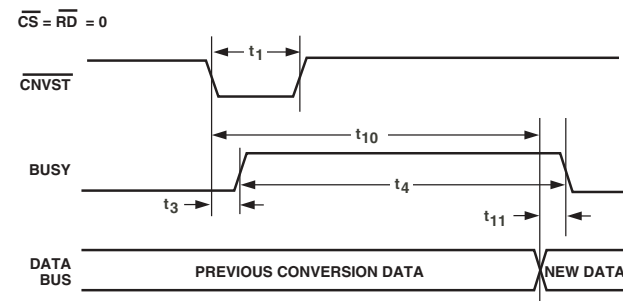 CS = RD = 0
t1
CNVST
t10
BUSY
t4
t3
t11
DATA
BUS
PREVIOUS CONVERSION DATA
NEW DATA